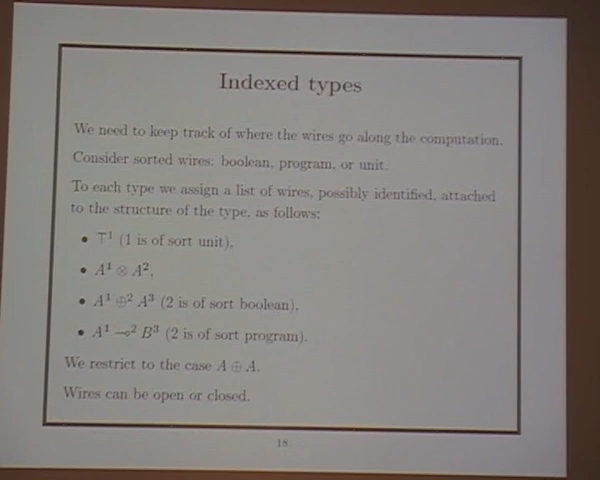 Indexed types
We need to keep track of where the wires go along the computation.
Consider sorted wires: boolean, program, or unit.
To each type we assign a list of wires, possibly identified, attached
to the structure of the type, as follows:
• ⊤¹ (1 is of sort unit),
• A¹ ⊗ A²,
• A¹ ⊕² A³ (2 is of sort boolean),
• A¹ ⊸² B³ (2 is of sort program).
We restrict to the case A ⊕ A.
Wires can be open or closed.
18